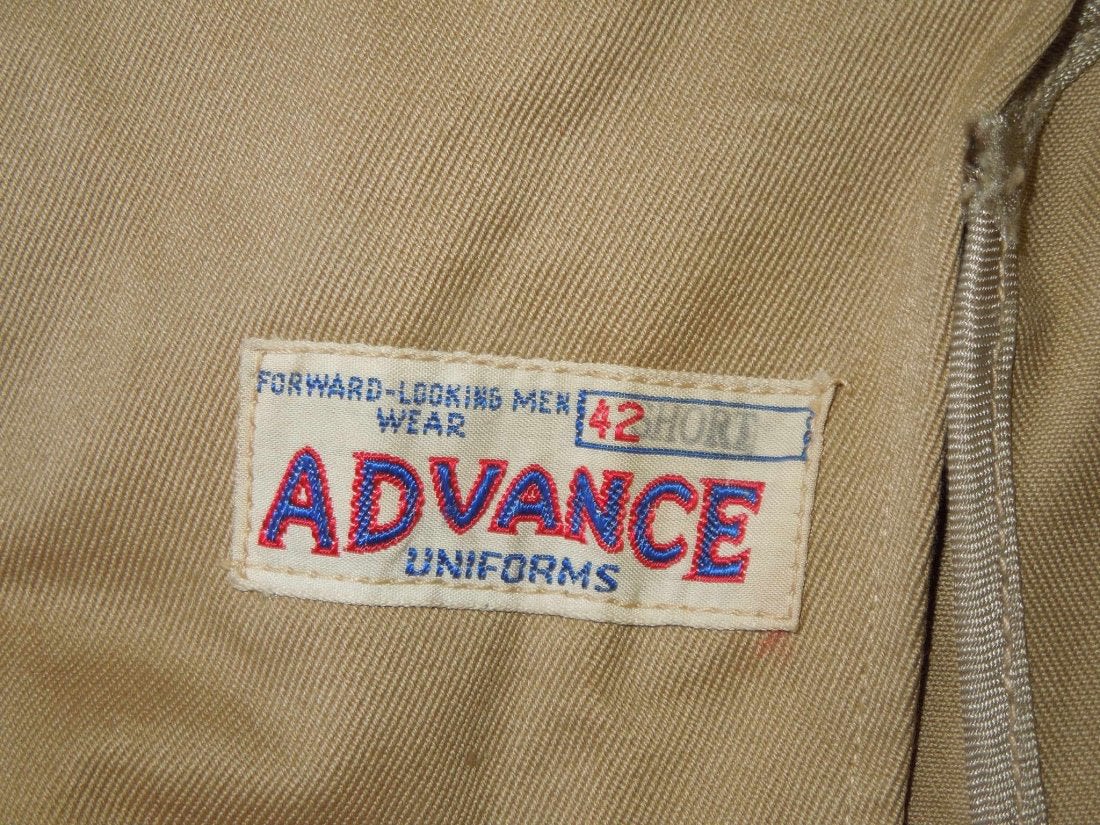 FORWARD-LOOKING MEN
WEAR
42 SHORT
ADVANCE
UNIFORMS